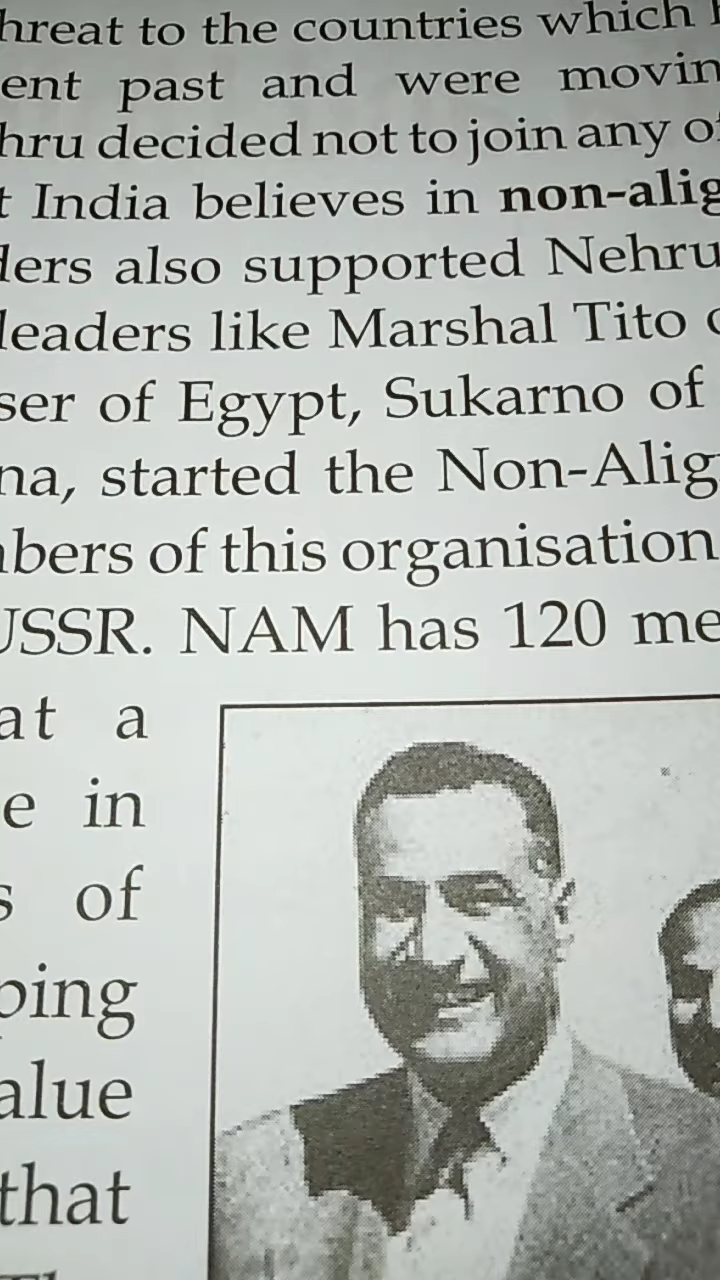 hreat to the countries which
ent past and were movin
hru decided not to join any of
t India believes in non-alig
ders also supported Nehru
leaders like Marshal Tito o
ser of Egypt, Sukarno of
na, started the Non-Alig
bers of this organisation
USSR. NAM has 120 me
at a
e in
s of
ping
alue
that